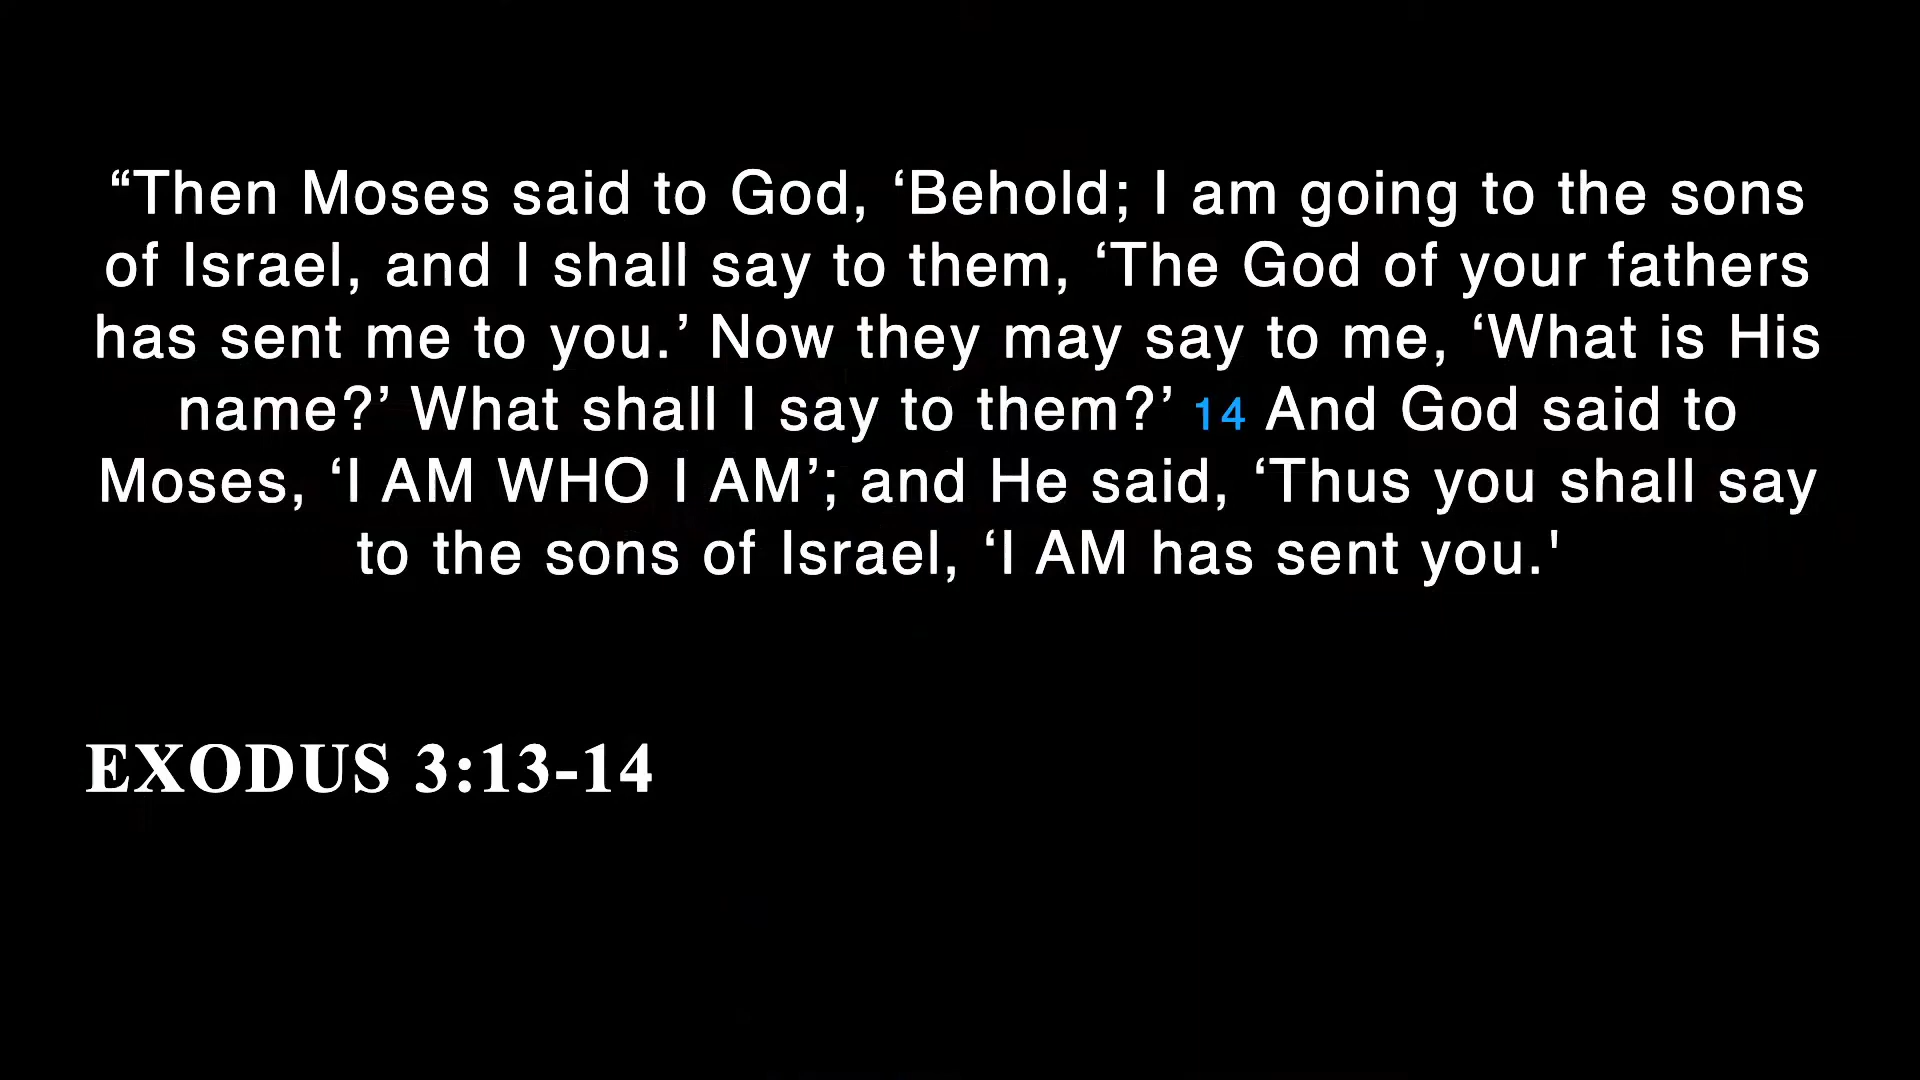 “Then Moses said to God, ‘Behold; I am going to the sons
of Israel, and I shall say to them, ‘The God of your fathers
has sent me to you.’ Now they may say to me, ‘What is His
name?’ What shall I say to them?’ 14 And God said to
Moses, ‘I AM WHO I AM’; and He said, ‘Thus you shall say
to the sons of Israel, ‘I AM has sent you.'
EXODUS 3:13-14